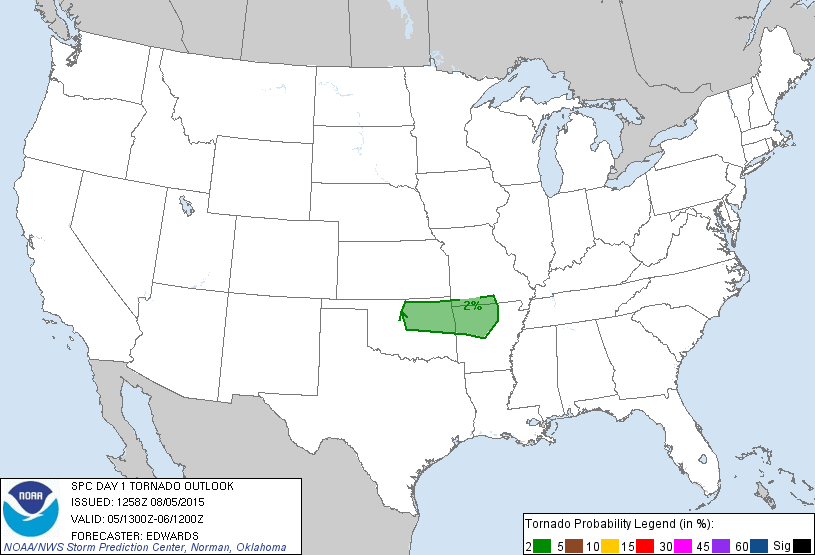 2%
NOAA
SPC DAY 1 TORNADO OUTLOOK
ISSUED: 1258Z 08/05/2015
VALID: 05/1300Z-06/1200Z
FORECASTER: EDWARDS
NOAA/NWS Storm Prediction Center, Norman, Oklahoma
Tornado Probability Legend (in %):
2 5 10 15 30 45 60 Sig